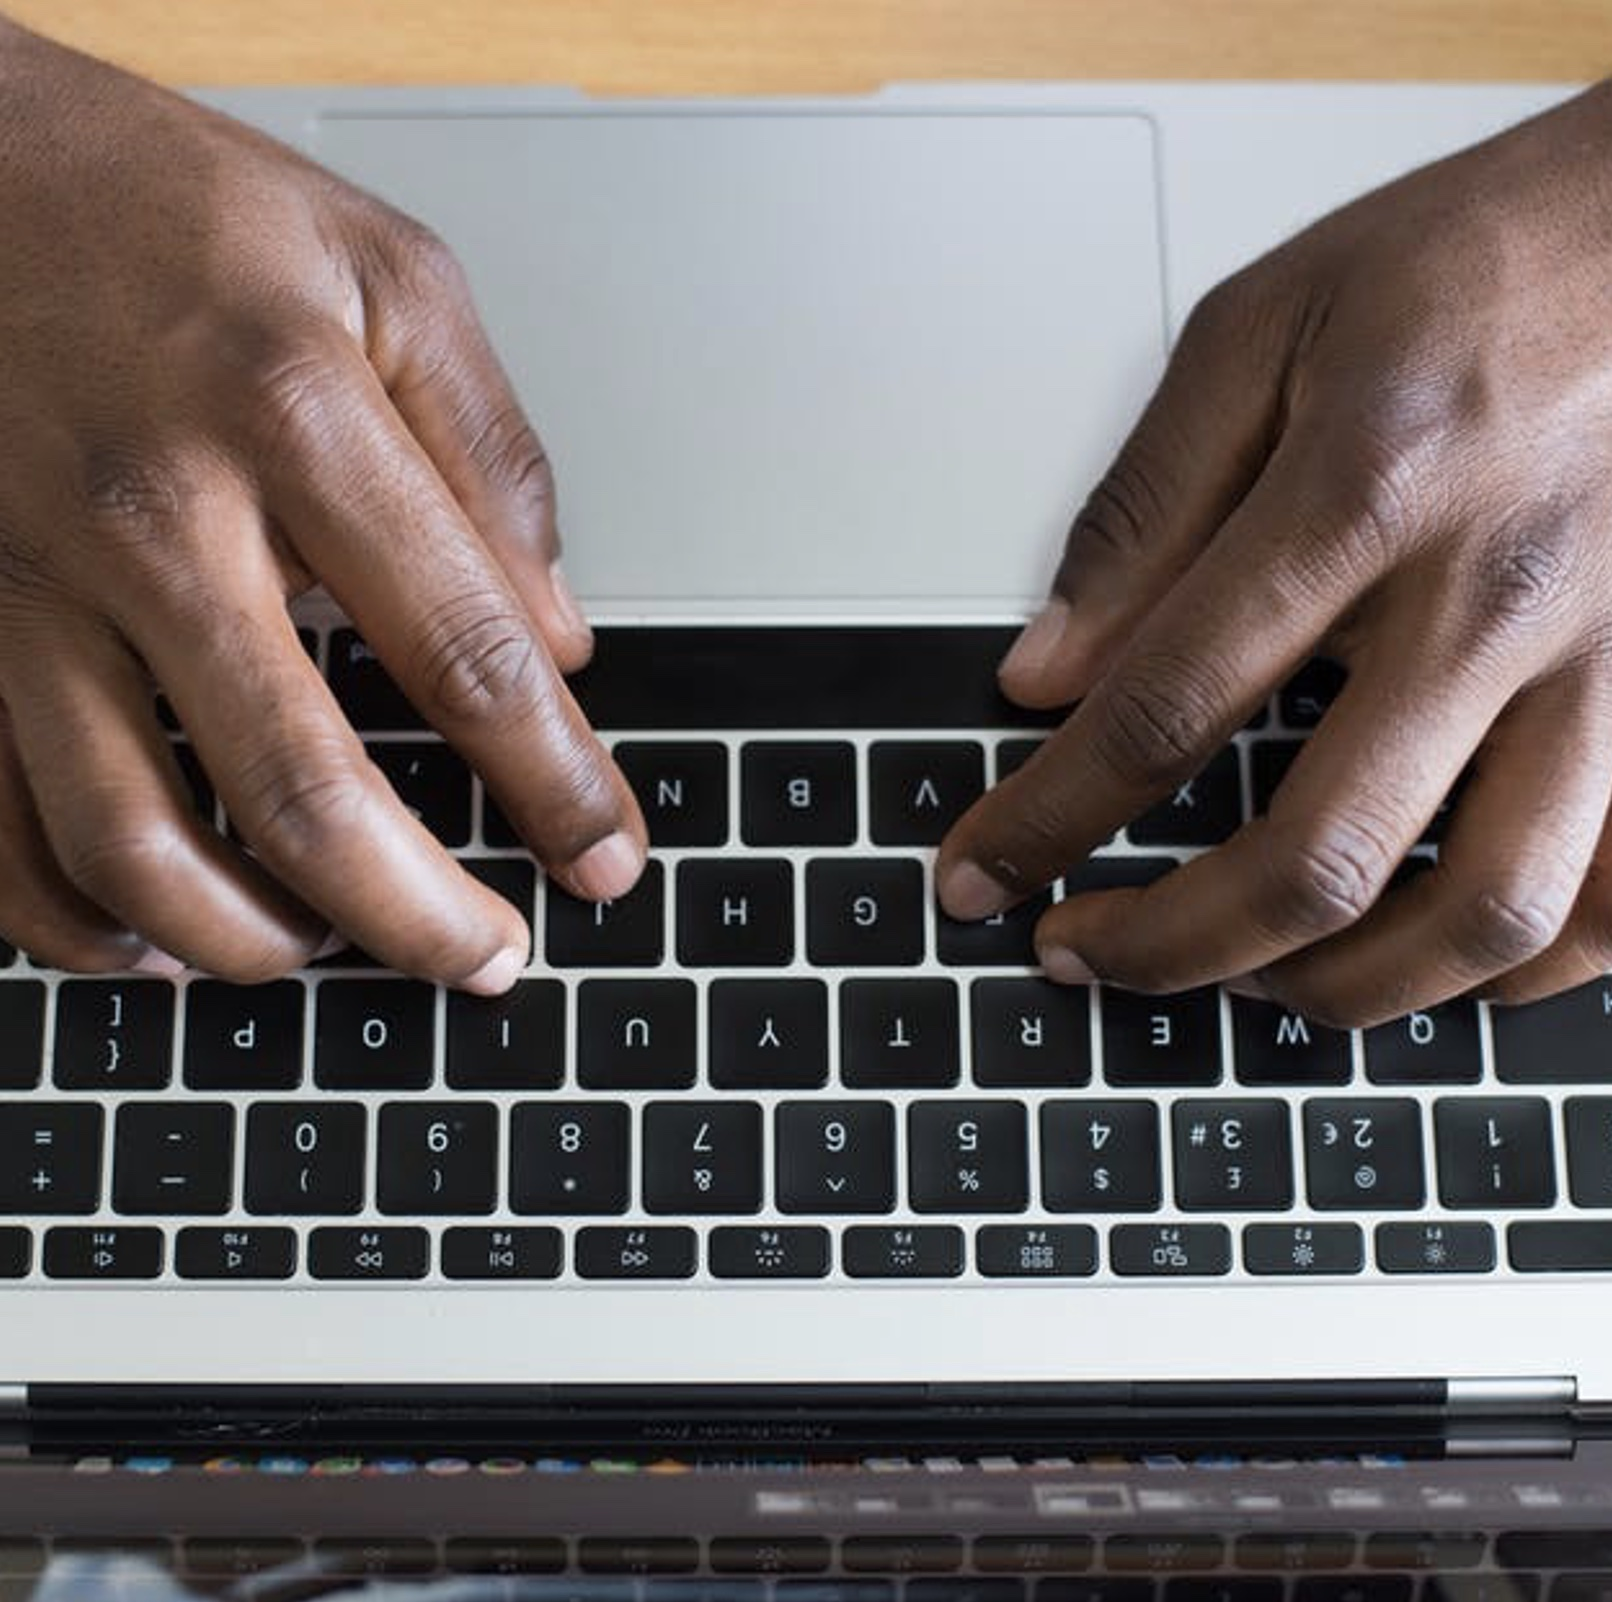 F1 F2 F3 F4 F5 F6 F7 F8 F9 F10 F11
! @ £ $ % ^ & * ( ) _ +
1 2 € 3 # 4 5 6 7 8 9 0 - =
Q W E R T Y U I O P {
[
F G H J
X V B N